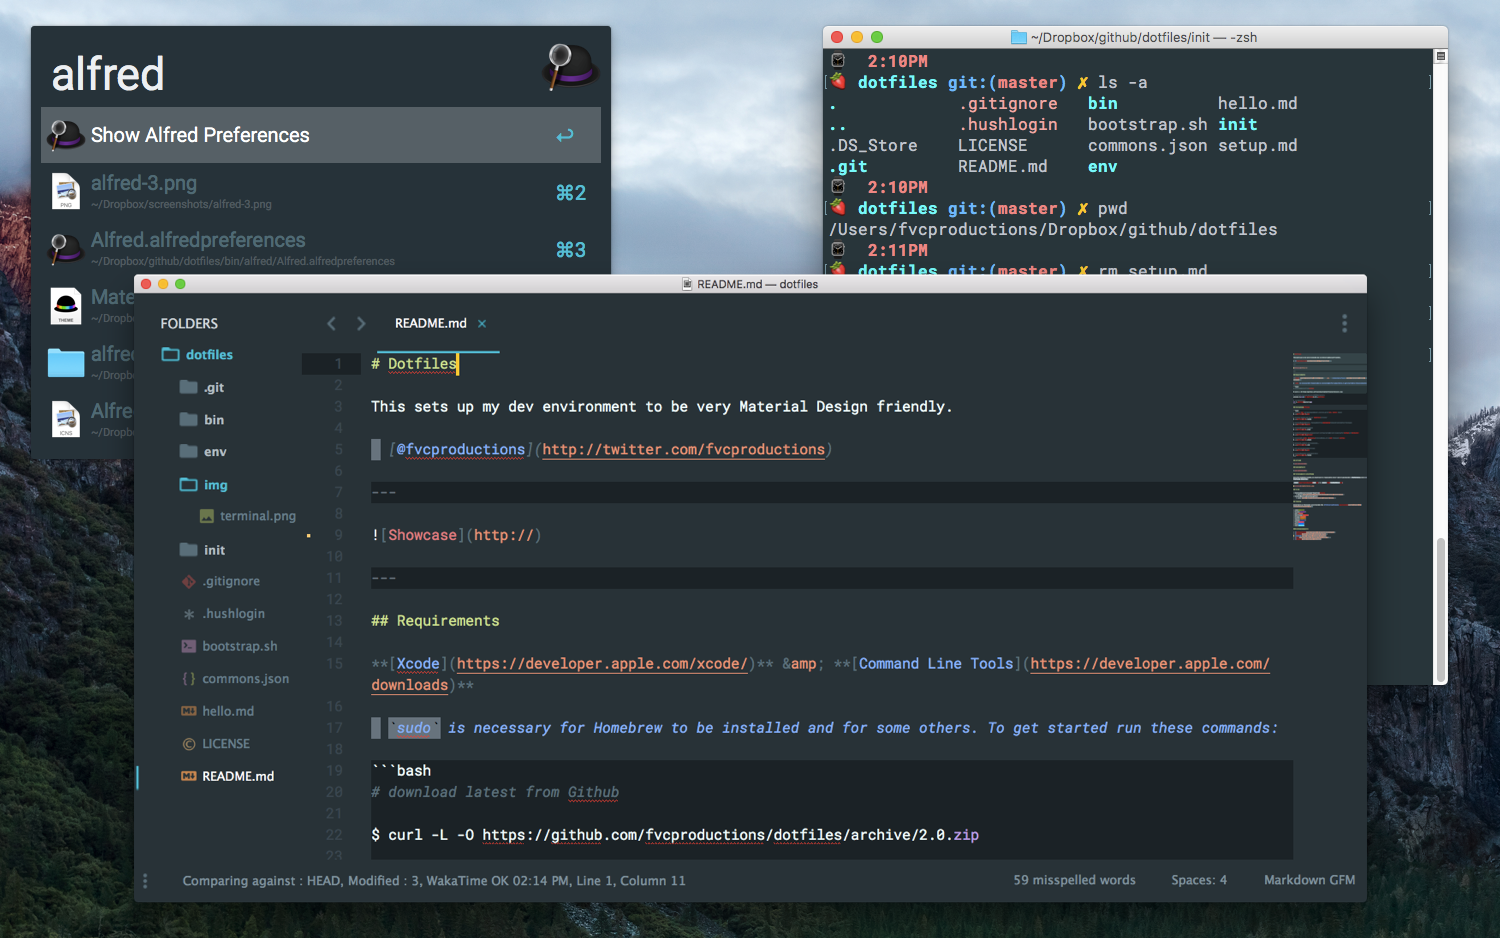 alfred
Show Alfred Preferences
alfred-3.png
~/Dropbox/screenshots/alfred-3.png
⌘2
Alfred.alfredpreferences
~/Dropbox/github/dotfiles/bin/alfred/Alfred.alfredpreferences
⌘3
Mate
~/Dropb
alfre
~/Dropb
Alfre
~/Dropb
PNG
THEME
ICNS
~/Dropbox/github/dotfiles/init — -zsh
2:10PM
[ dotfiles git:(master) ✗ ls -a ]
. .gitignore bin hello.md
.. .hushlogin bootstrap.sh init
.DS_Store LICENSE commons.json setup.md
.git README.md env
2:10PM
[ dotfiles git:(master) ✗ pwd ]
/Users/fvcproductions/Dropbox/github/dotfiles
2:11PM
[ dotfiles git:(master) ✗ rm setup.md ]
README.md — dotfiles
FOLDERS
dotfiles
.git
bin
env
img
terminal.png
init
.gitignore
.hushlogin
bootstrap.sh
commons.json
hello.md
LICENSE
README.md
README.md ×
1 # Dotfiles
2
3 This sets up my dev environment to be very Material Design friendly.
4
5 [@fvcproductions](http://twitter.com/fvcproductions)
6
7 ---
8
9 ![Showcase](http://)
10
11 ---
12
13 ## Requirements
14
15 **[Xcode](https://developer.apple.com/xcode/)** &amp; **[Command Line Tools](https://developer.apple.com/
downloads)**
16
17 `sudo` is necessary for Homebrew to be installed and for some others. To get started run these commands:
18
19 ```bash
20 # download latest from Github
21
22 $ curl -L -O https://github.com/fvcproductions/dotfiles/archive/2.0.zip
23
Comparing against : HEAD, Modified : 3, WakaTime OK 02:14 PM, Line 1, Column 11
59 misspelled words Spaces: 4 Markdown GFM